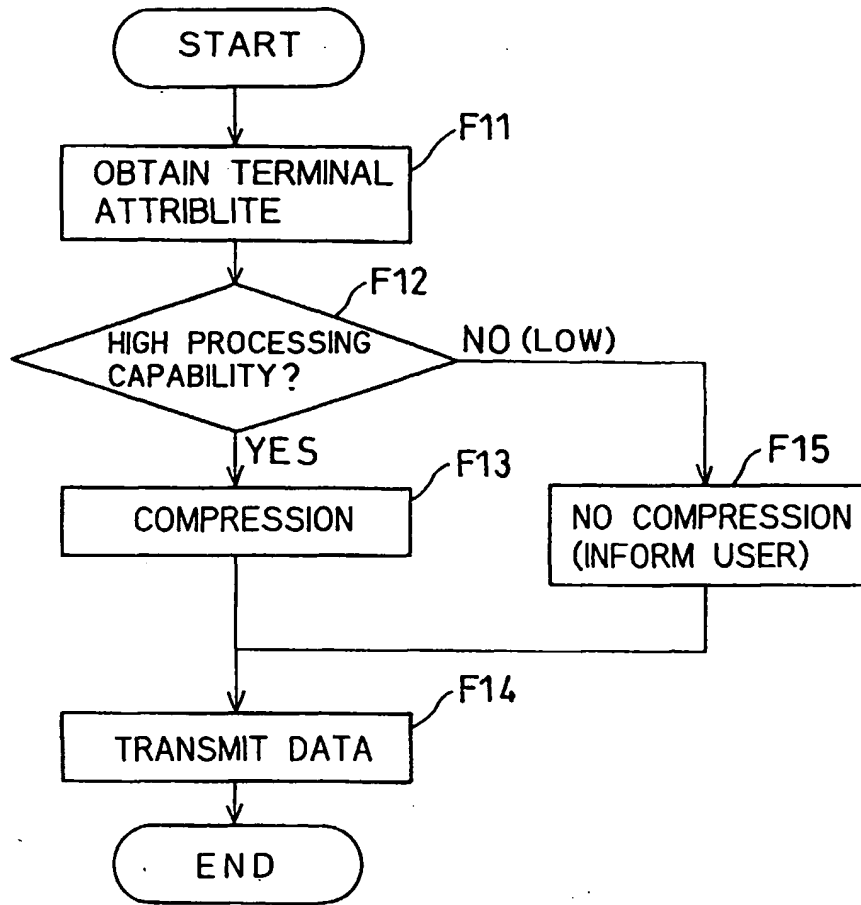 START
F11
OBTAIN TERMINAL
ATTRIBLITE
F12
HIGH PROCESSING
CAPABILITY?
NO (LOW)
YES
F13
COMPRESSION
F15
NO COMPRESSION
(INFORM USER)
F14
TRANSMIT DATA
END